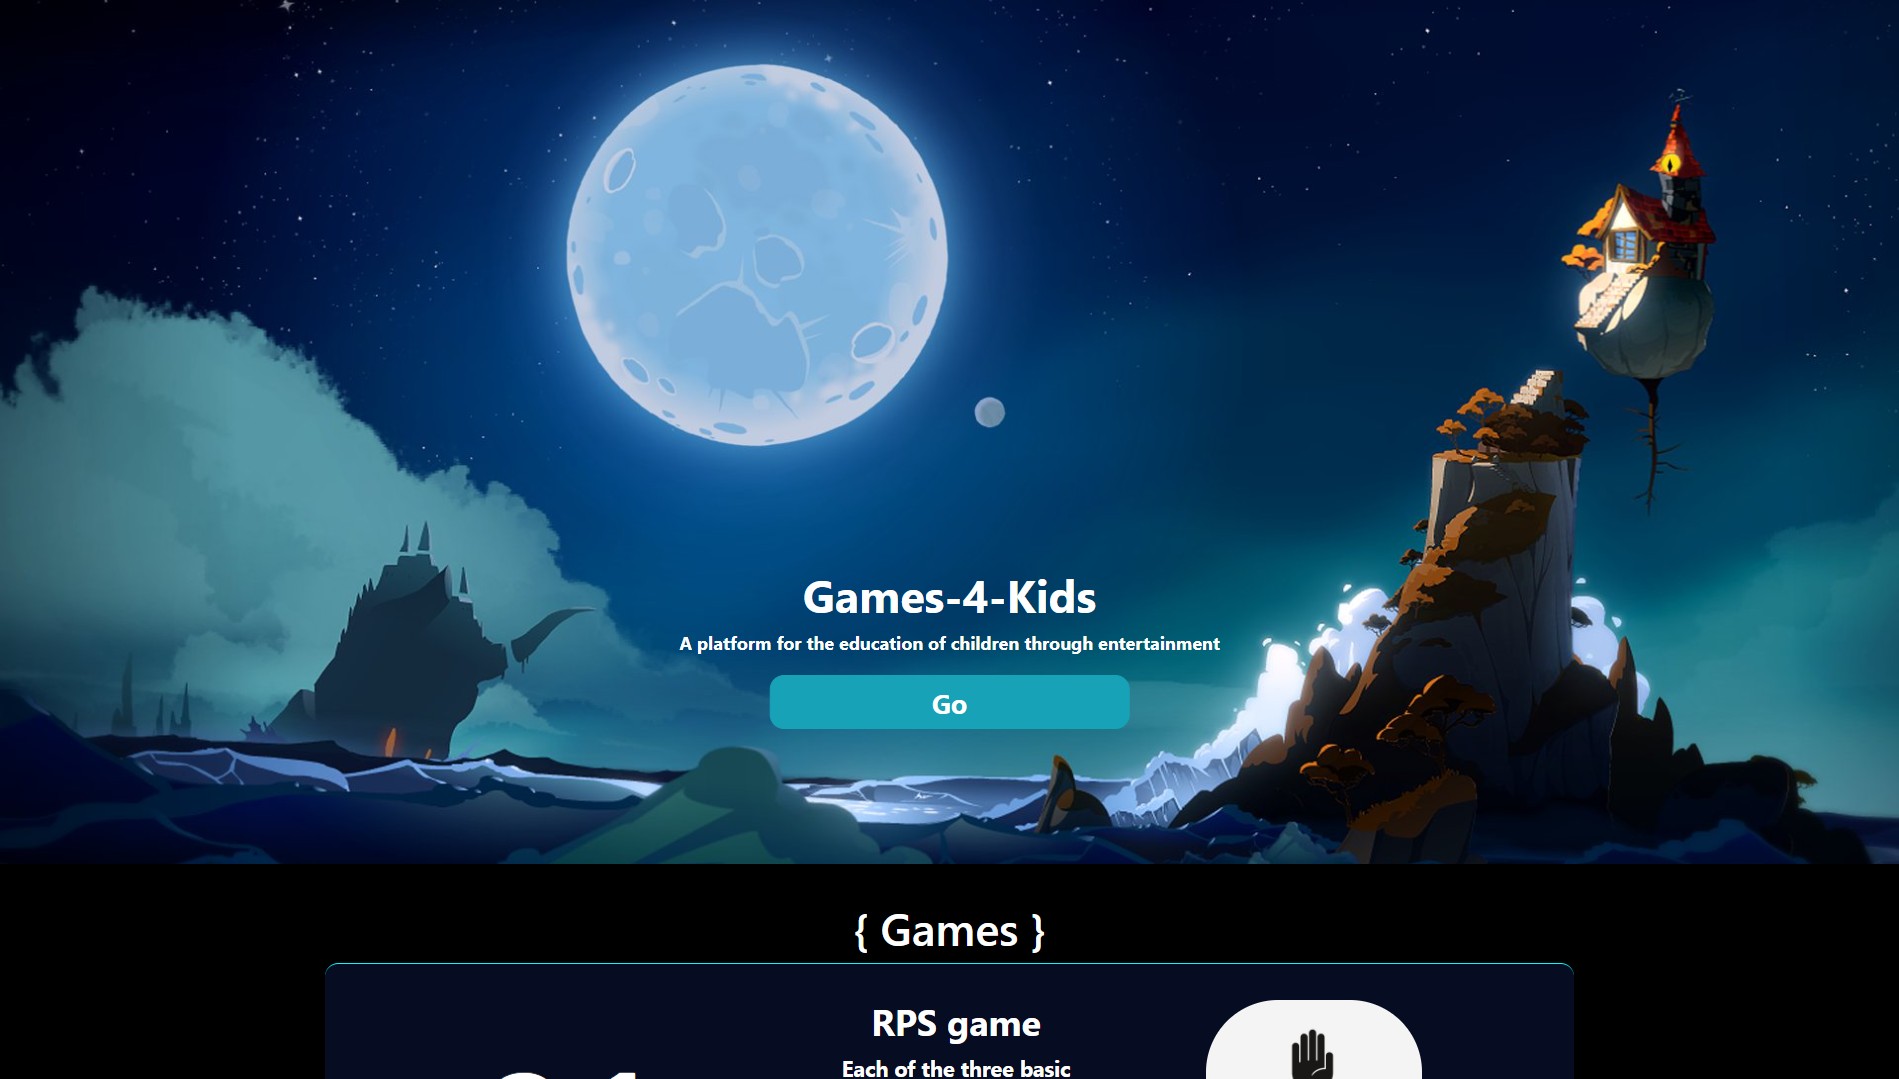 Games-4-Kids
A platform for the education of children through entertainment
Go
{ Games }
RPS game
Each of the three basic